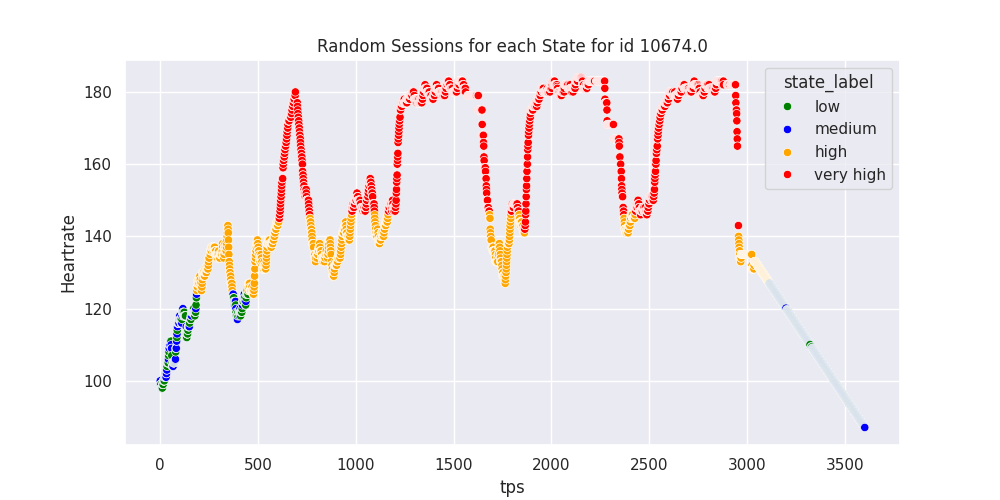 Random Sessions for each State for id 10674.0
Heartrate
180
160
140
120
100
state_label
low
medium
high
very high
0 500 1000 1500 2000 2500 3000 3500
tps